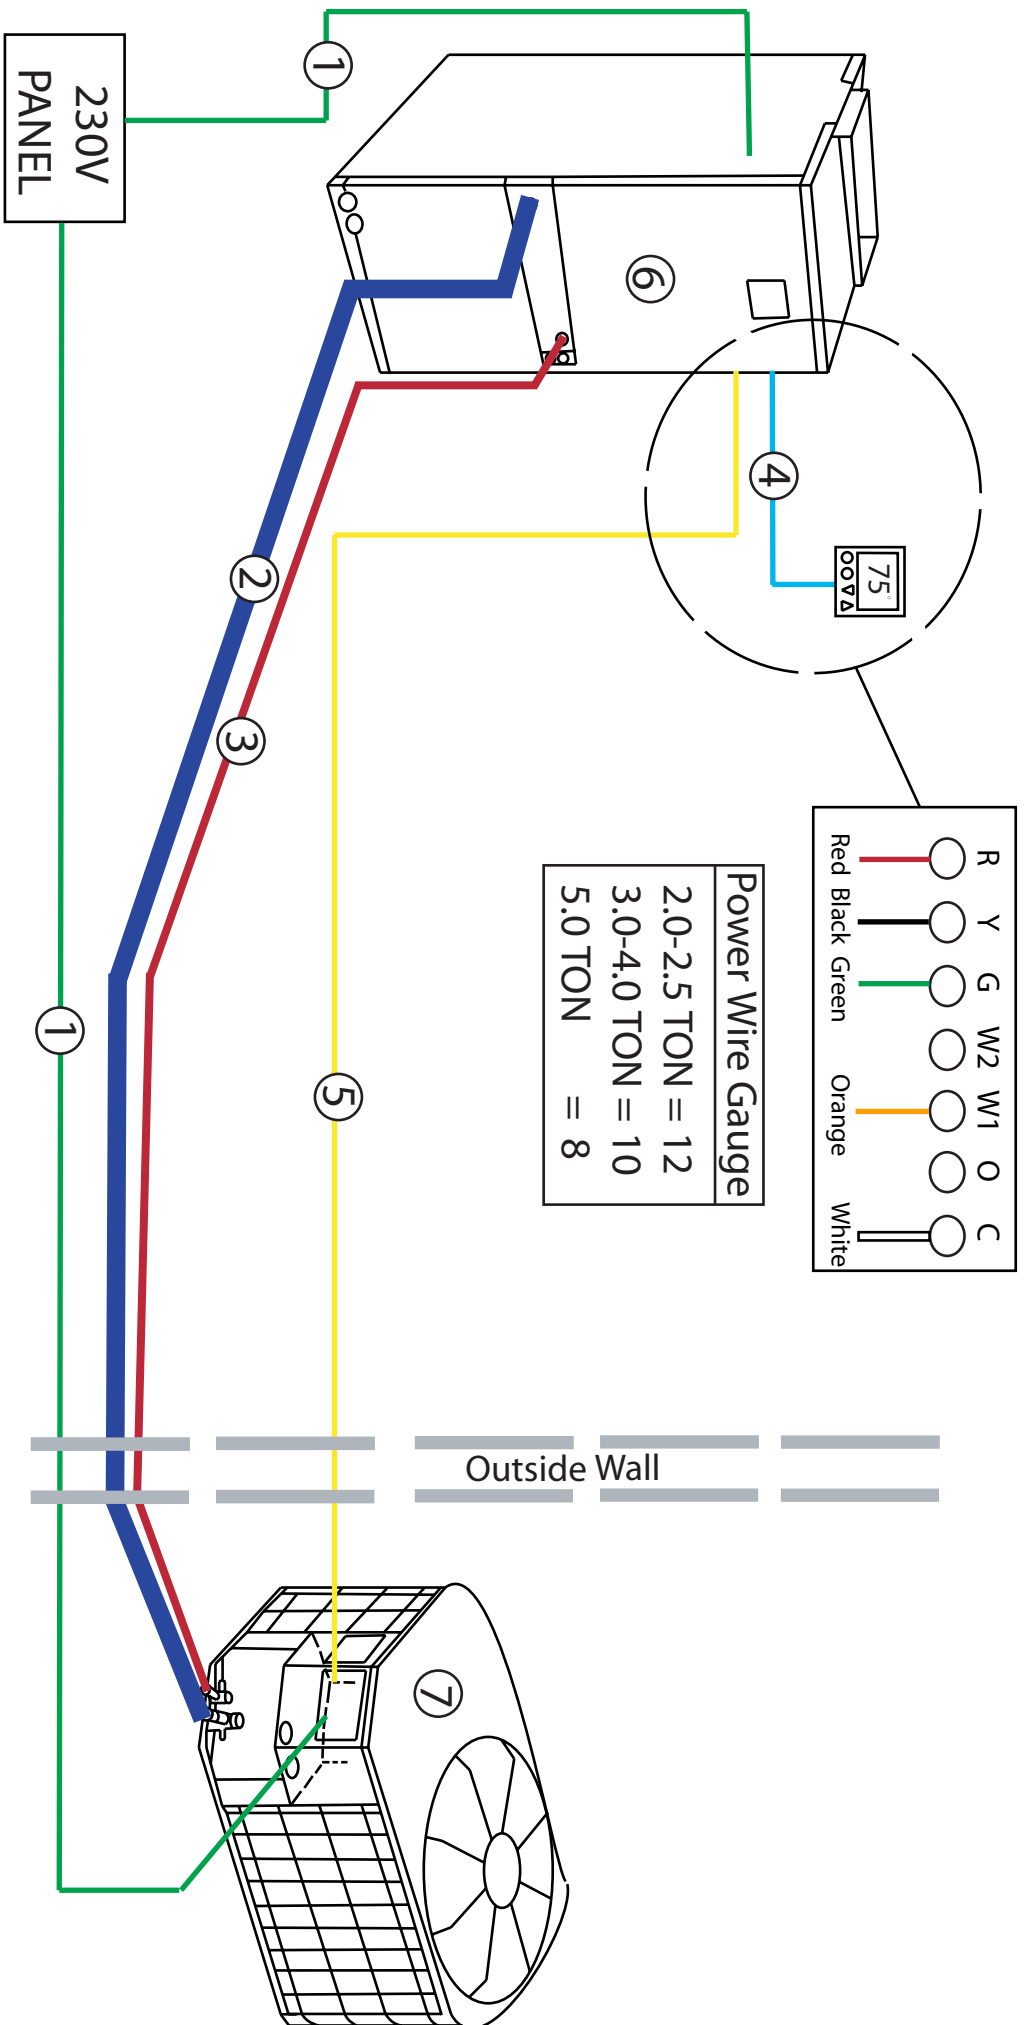 230V
PANEL
1
6
4
75°
2
3
5
1
R Y G W2 W1 O C
Red Black Green Orange White
Power Wire Gauge
2.0-2.5 TON = 12
3.0-4.0 TON = 10
5.0 TON = 8
Outside Wall
7